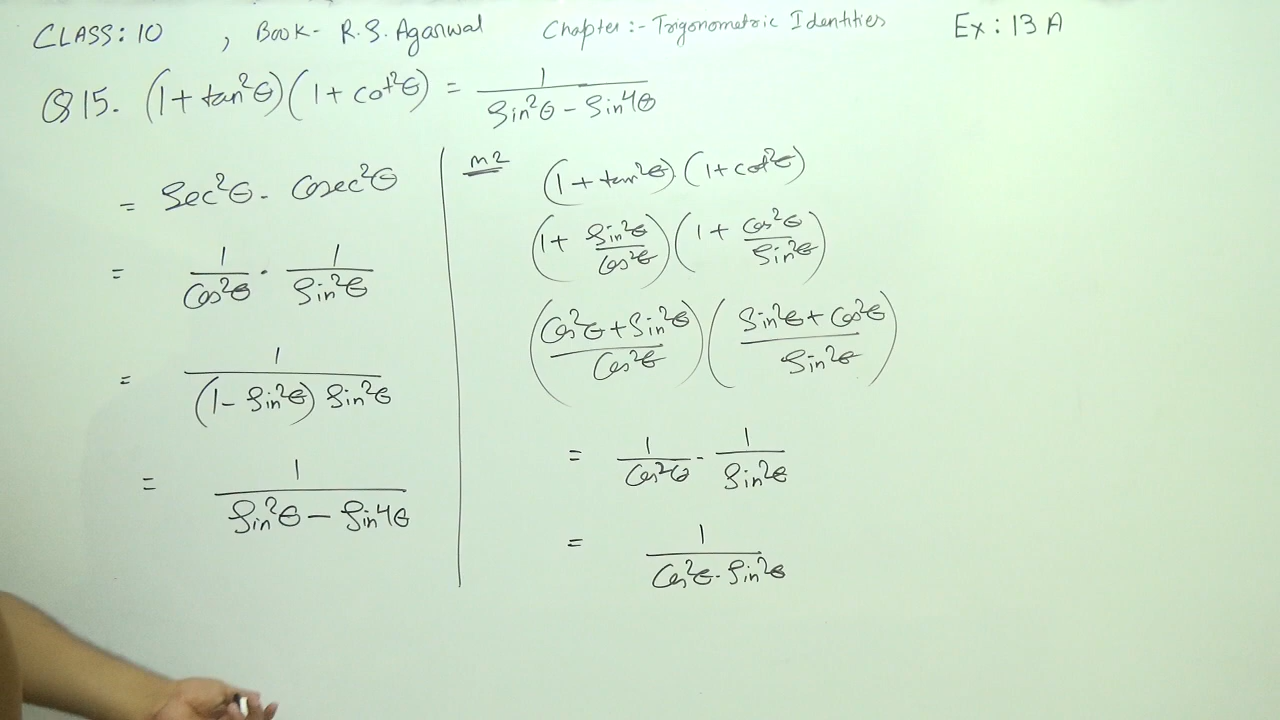 CLASS: 10 , Book- R.S. Agarwal Chapter :- Trigonometric Identities Ex: 13 A
Q 15. (1 + tan²θ)(1 + cot²θ) = 1/(Sin²θ - Sin⁴θ)
= Sec²θ . Cosec²θ
= 1/Cos²θ . 1/Sin²θ
= 1/((1 - Sin²θ) Sin²θ)
= 1/(Sin²θ - Sin⁴θ)
M2 (1 + tan²θ)(1 + cot²θ)
(1 + Sin²θ/Cos²θ)(1 + Cos²θ/Sin²θ)
((Cos²θ + Sin²θ)/Cos²θ)((Sin²θ + Cos²θ)/Sin²θ)
= 1/Cos²θ . 1/Sin²θ
= 1/(Cos²θ . Sin²θ)